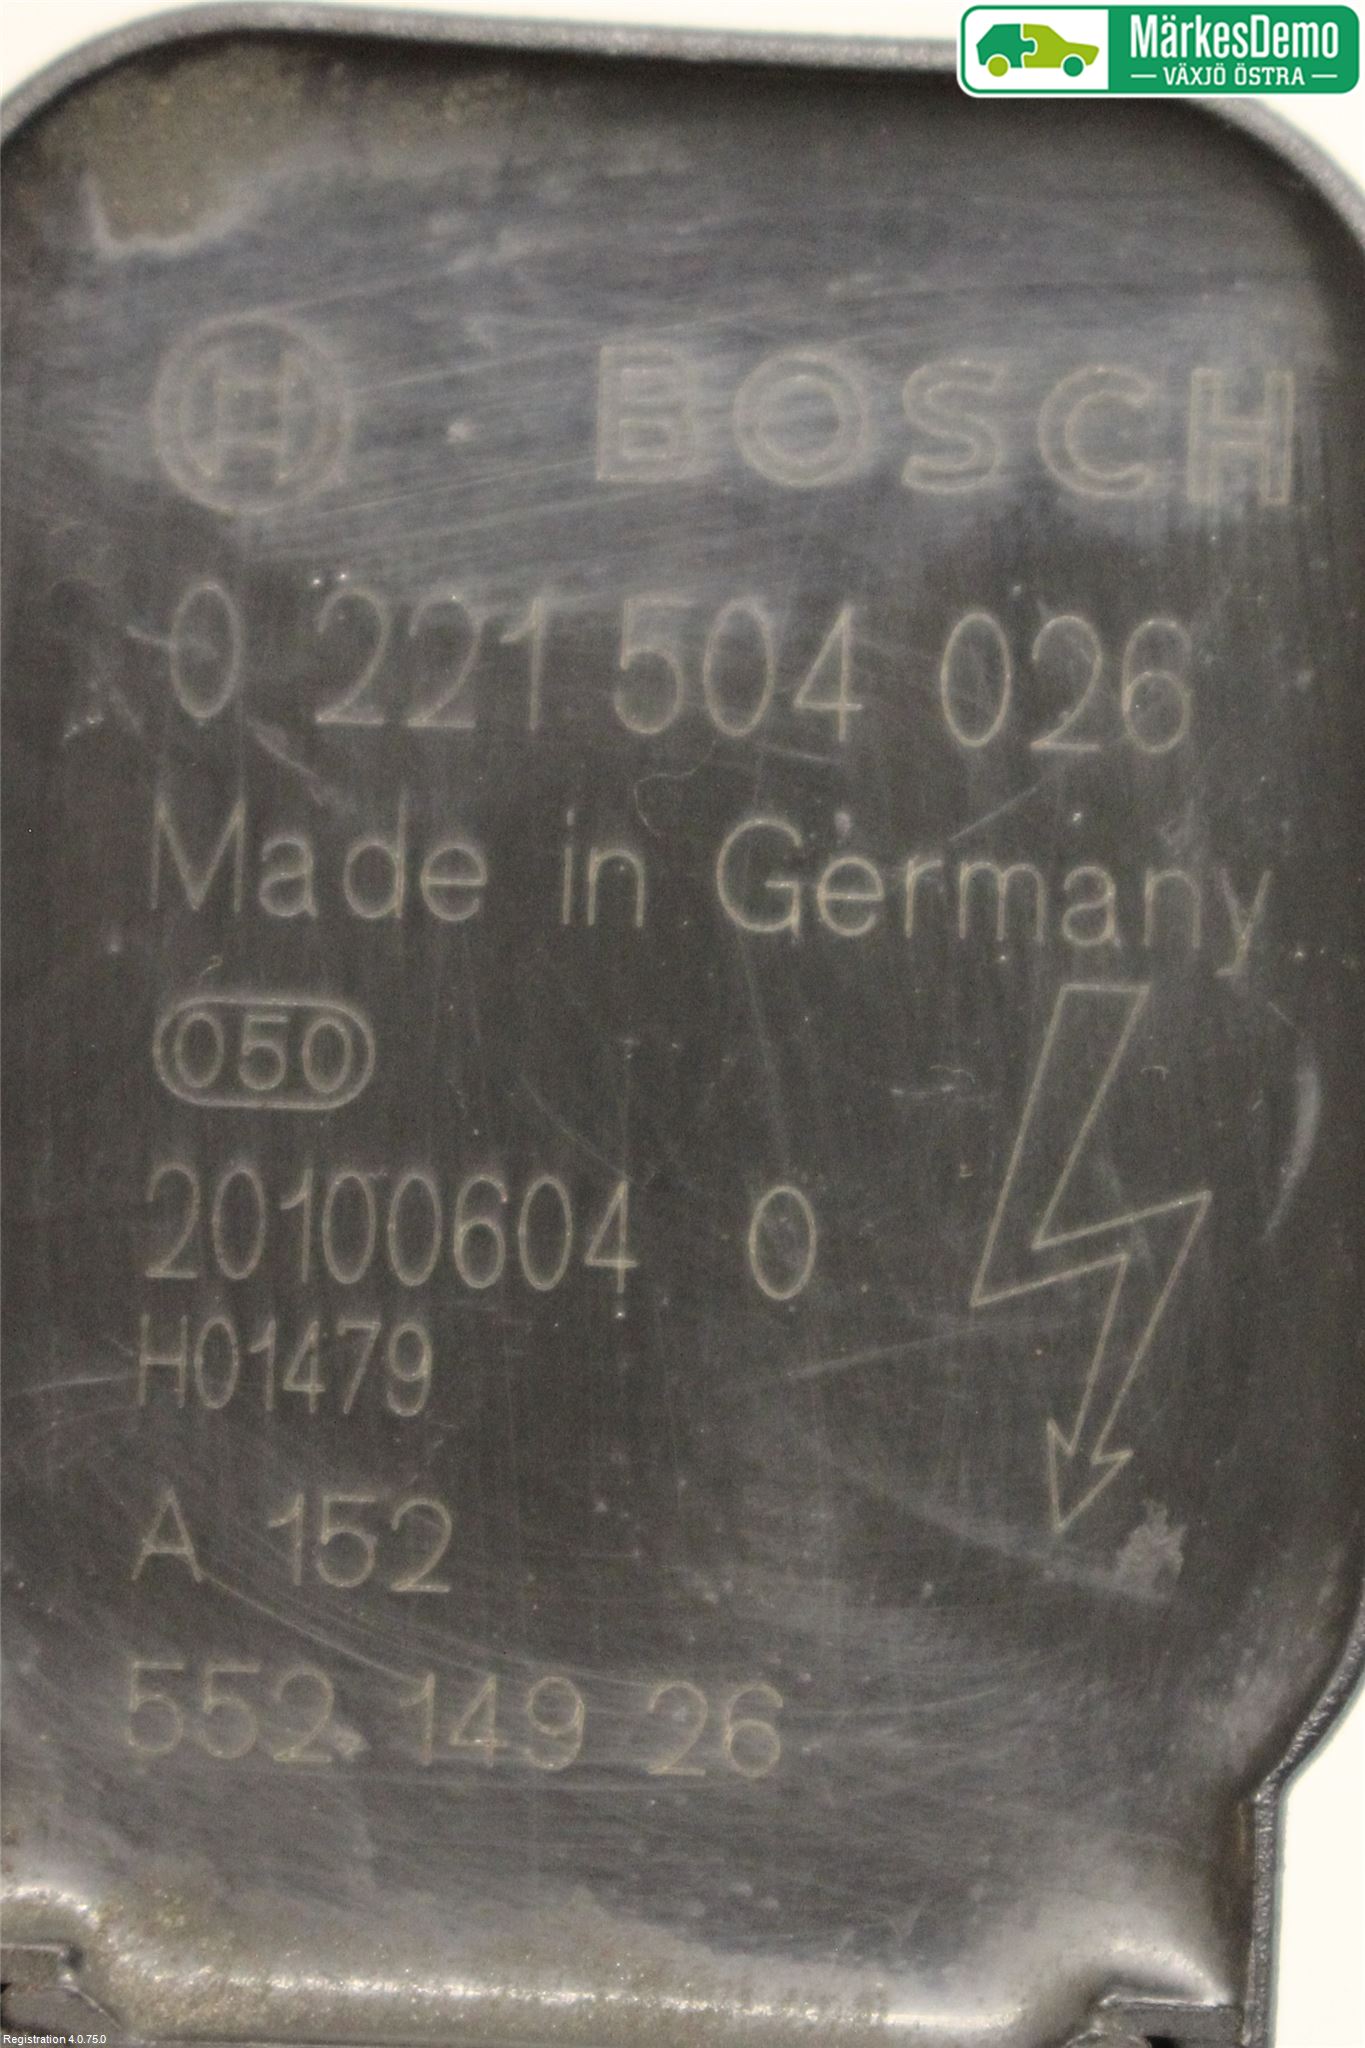 MärkesDemo
VÄXJÖ ÖSTRA
H BOSCH
0 221 504 026
Made in Germany
050
20100604 0
H01479
A 152
552 149 26
Registration 4.0.75.0